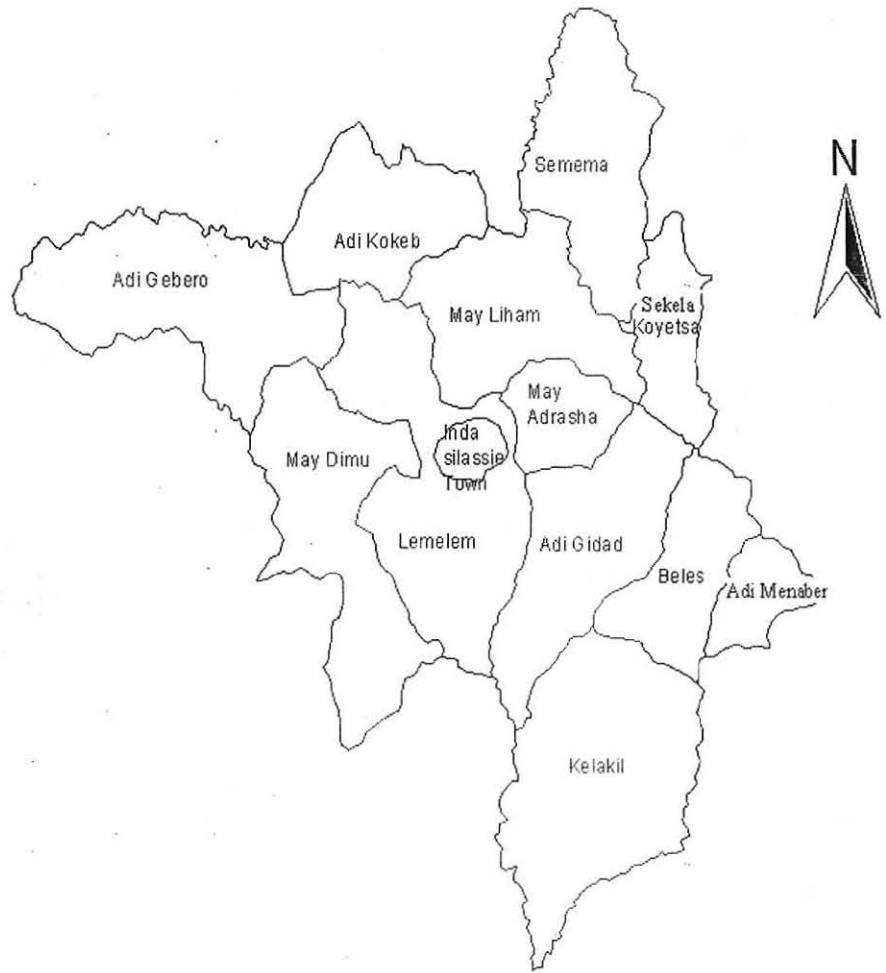 N
Semema
Adi Kokeb
Adi Gebero
May Liham
Sekela
Koyetsa
May
Adrasha
Inda
silassie
Town
May Dimu
Lemelem
Adi Gidad
Beles
Adi Menaber
Kelakil